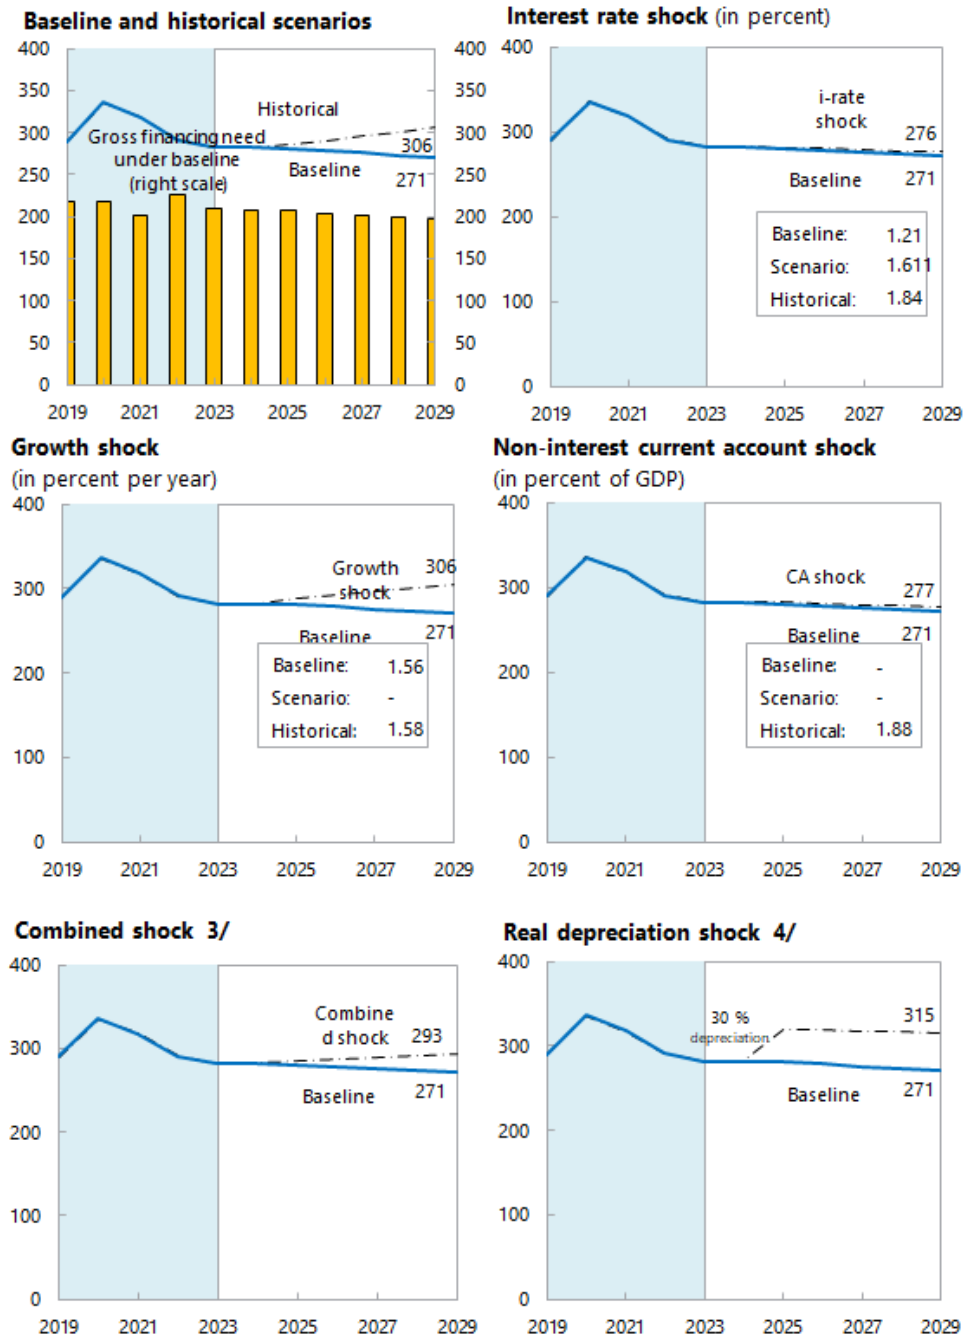 Baseline and historical scenarios
400
350
300
250
200
150
100
50
0
400
350
300
250
200
150
100
50
0
Historical
Gross financing need
under baseline
(right scale)
306
Baseline
271
2019 2021 2023 2025 2027 2029
Interest rate shock (in percent)
400
300
200
100
0
i-rate
shock
276
Baseline
271
Baseline: 1.21
Scenario: 1.611
Historical: 1.84
2019 2021 2023 2025 2027 2029
Growth shock
(in percent per year)
400
300
200
100
0
Growth
shock
306
Baseline
271
Baseline: 1.56
Scenario: -
Historical: 1.58
2019 2021 2023 2025 2027 2029
Non-interest current account shock
(in percent of GDP)
400
300
200
100
0
CA shock
277
Baseline
271
Baseline: -
Scenario: -
Historical: 1.88
2019 2021 2023 2025 2027 2029
Combined shock 3/
400
300
200
100
0
Combine
d shock
293
Baseline
271
2019 2021 2023 2025 2027 2029
Real depreciation shock 4/
400
300
200
100
0
30 %
depreciation
315
Baseline
271
2019 2021 2023 2025 2027 2029